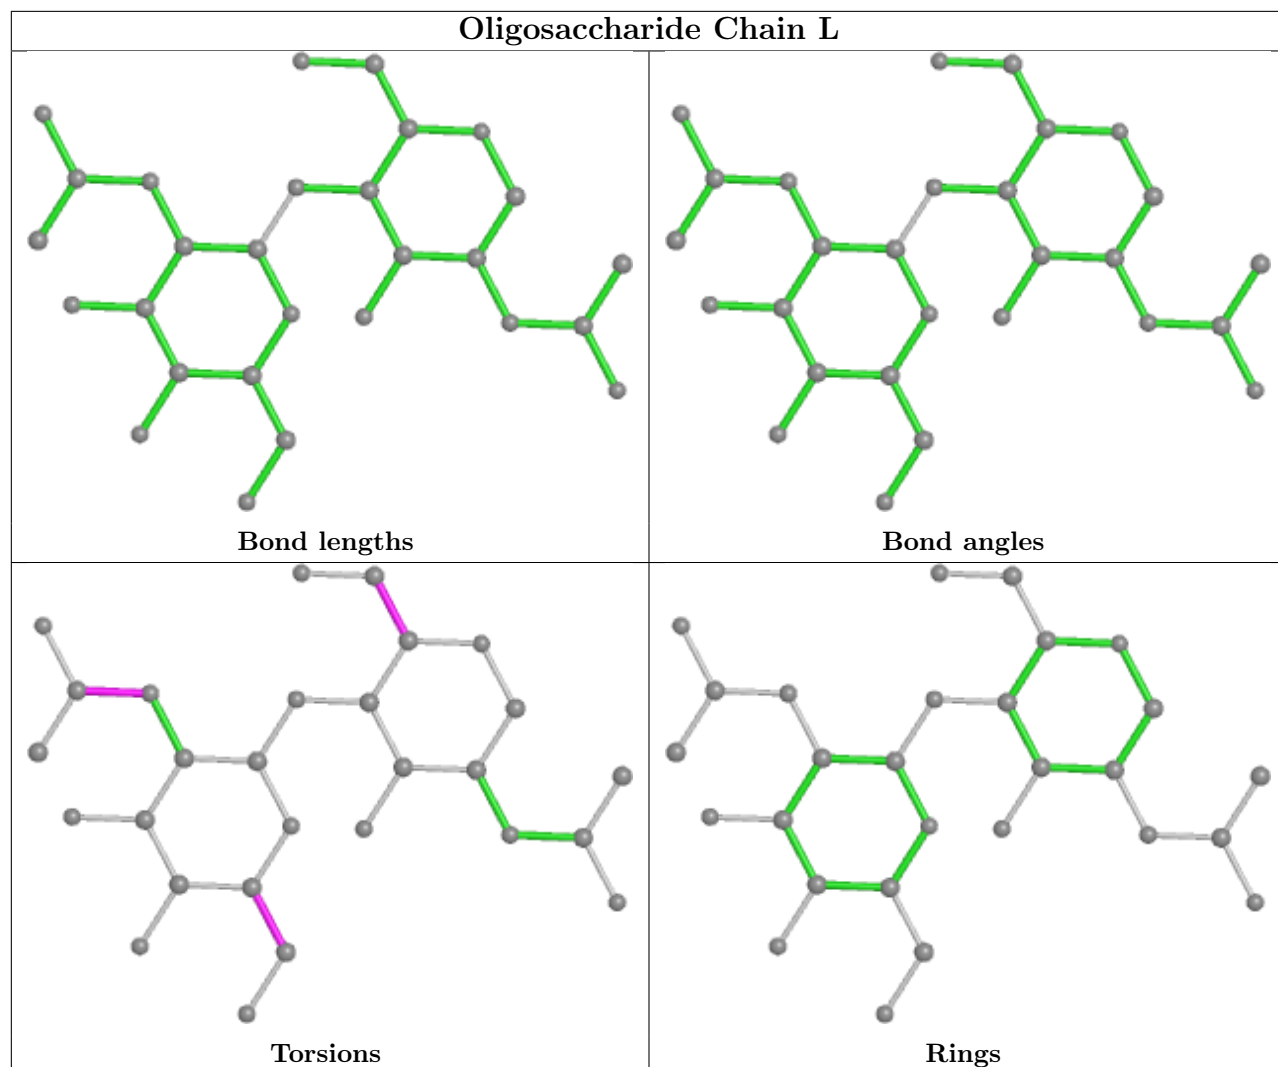 Oligosaccharide Chain L
Bond lengths
Bond angles
Torsions
Rings